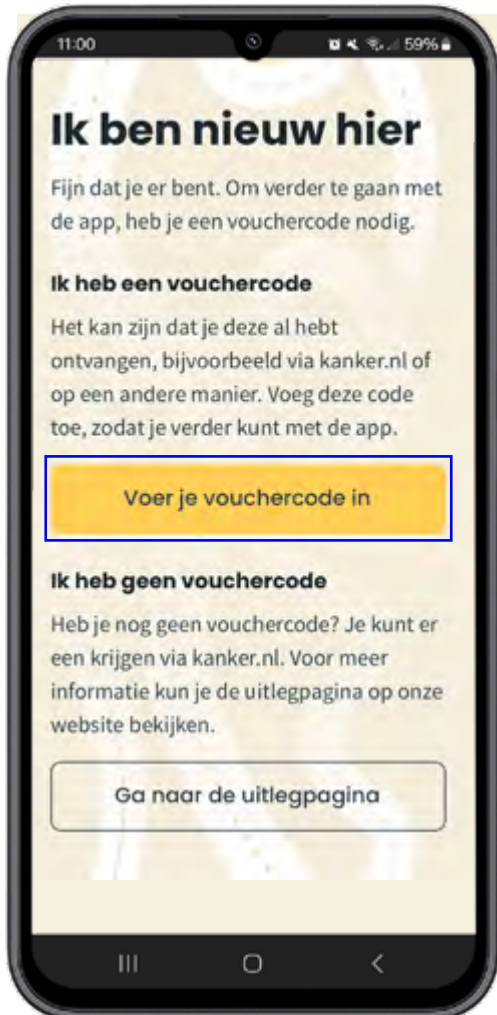 11:00 59%
Ik ben nieuw hier
Fijn dat je er bent. Om verder te gaan met
de app, heb je een vouchercode nodig.
Ik heb een vouchercode
Het kan zijn dat je deze al hebt
ontvangen, bijvoorbeeld via kanker.nl of
op een andere manier. Voeg deze code
toe, zodat je verder kunt met de app.
Voer je vouchercode in
Ik heb geen vouchercode
Heb je nog geen vouchercode? Je kunt er
een krijgen via kanker.nl. Voor meer
informatie kun je de uitlegpagina op onze
website bekijken.
Ga naar de uitlegpagina